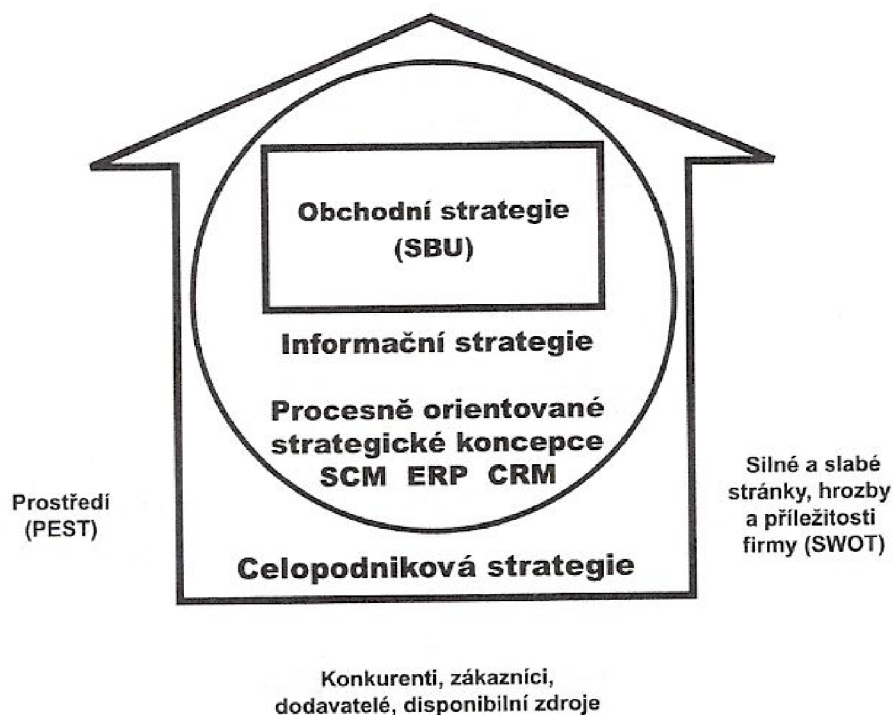 Obchodní strategie
(SBU)
Informační strategie
Procesně orientované
strategické koncepce
SCM ERP CRM
Prostředí
(PEST)
Silné a slabé
stránky, hrozby
a příležitosti
firmy (SWOT)
Celopodniková strategie
Konkurenti, zákazníci,
dodavatelé, disponibilní zdroje